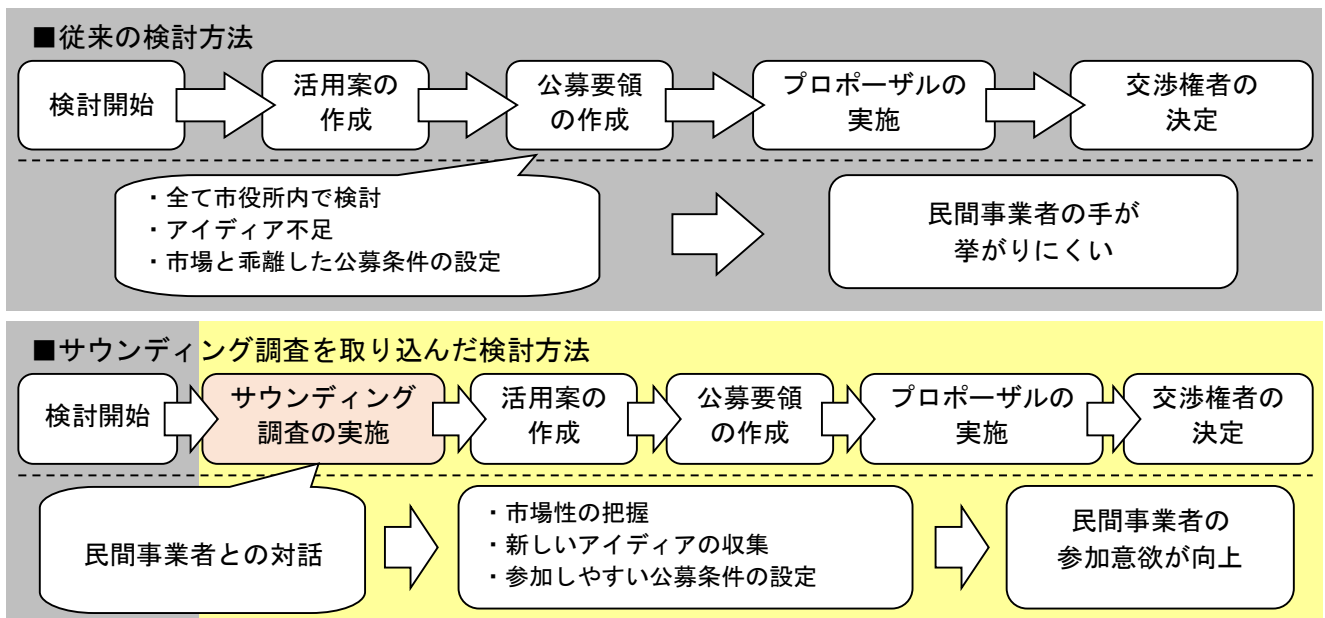 ■従来の検討方法
検討開始
活用案の
作成
公募要領
の作成
プロポーザルの
実施
交渉権者の
決定
・全て市役所内で検討
・アイディア不足
・市場と乖離した公募条件の設定
民間事業者の手が
挙がりにくい
■サウンディング調査を取り込んだ検討方法
検討開始
サウンディング
調査の実施
活用案の
作成
公募要領
の作成
プロポーザルの
実施
交渉権者の
決定
民間事業者との対話
・市場性の把握
・新しいアイディアの収集
・参加しやすい公募条件の設定
民間事業者の
参加意欲が向上